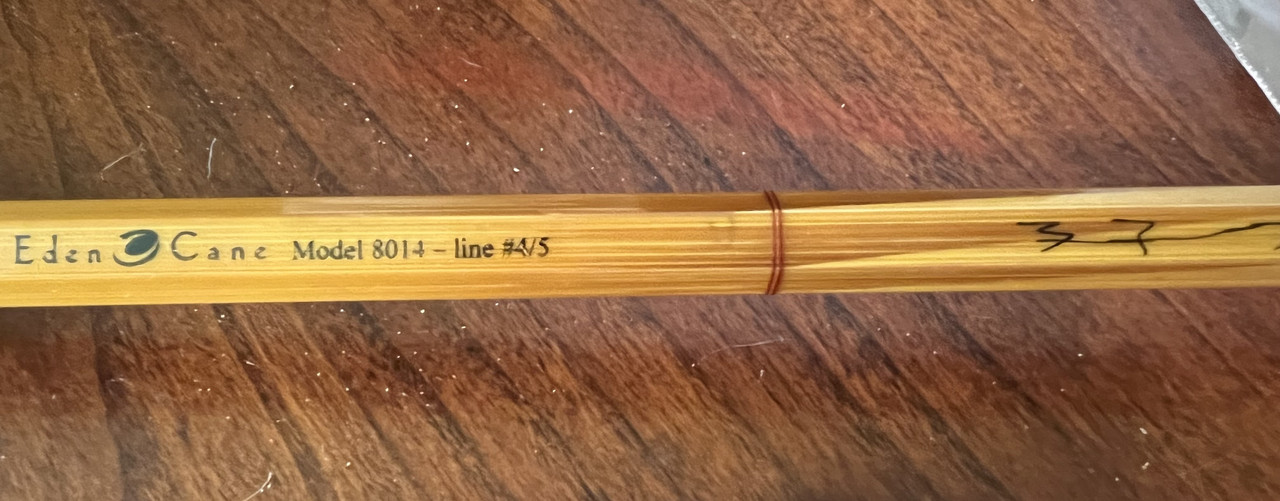 Eden Cane Model 8014 – line #4/5